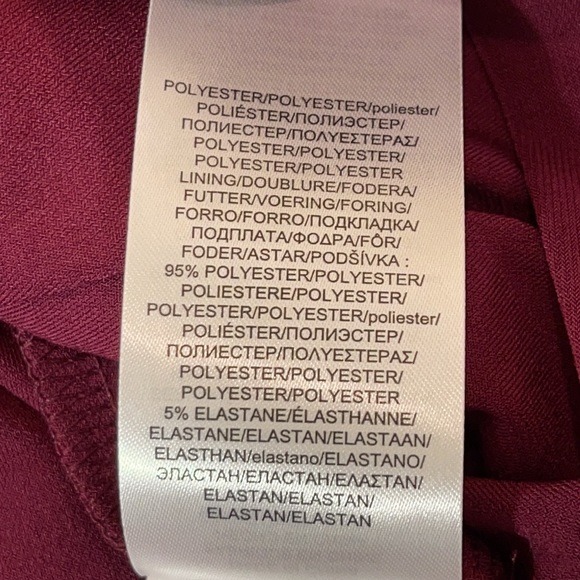 POLYESTER/POLYESTER/poliester/
POLIÉSTER/ПОЛИЭСТЕР/
ПОЛИЕСТЕР/ΠΟΛΥΕΣΤΕΡΑΣ/
POLYESTER/POLYESTER/
POLYESTER/POLYESTER
LINING/DOUBLURE/FODERA/
FUTTER/VOERING/FORING/
FORRO/FORRO/ПОДКЛАДКА/
ПОДПЛАТА/ΦΟΔΡΑ/FÔR/
FODER/ASTAR/PODŠÍVKA :
95% POLYESTER/POLYESTER/
POLIESTERE/POLYESTER/
POLYESTER/POLYESTER/poliester/
POLIÉSTER/ПОЛИЭСТЕР/
ПОЛИЕСТЕР/ΠΟΛΥΕΣΤΕΡΑΣ/
POLYESTER/POLYESTER/
POLYESTER/POLYESTER
5% ELASTANE/ÉLASTHANNE/
ELASTANE/ELASTAN/ELASTAAN/
ELASTHAN/elastano/ELASTANO/
ЭЛАСТАН/ЕЛАСТАН/ΕΛΑΣΤΑΝ/
ELASTAN/ELASTAN/
ELASTAN/ELASTAN